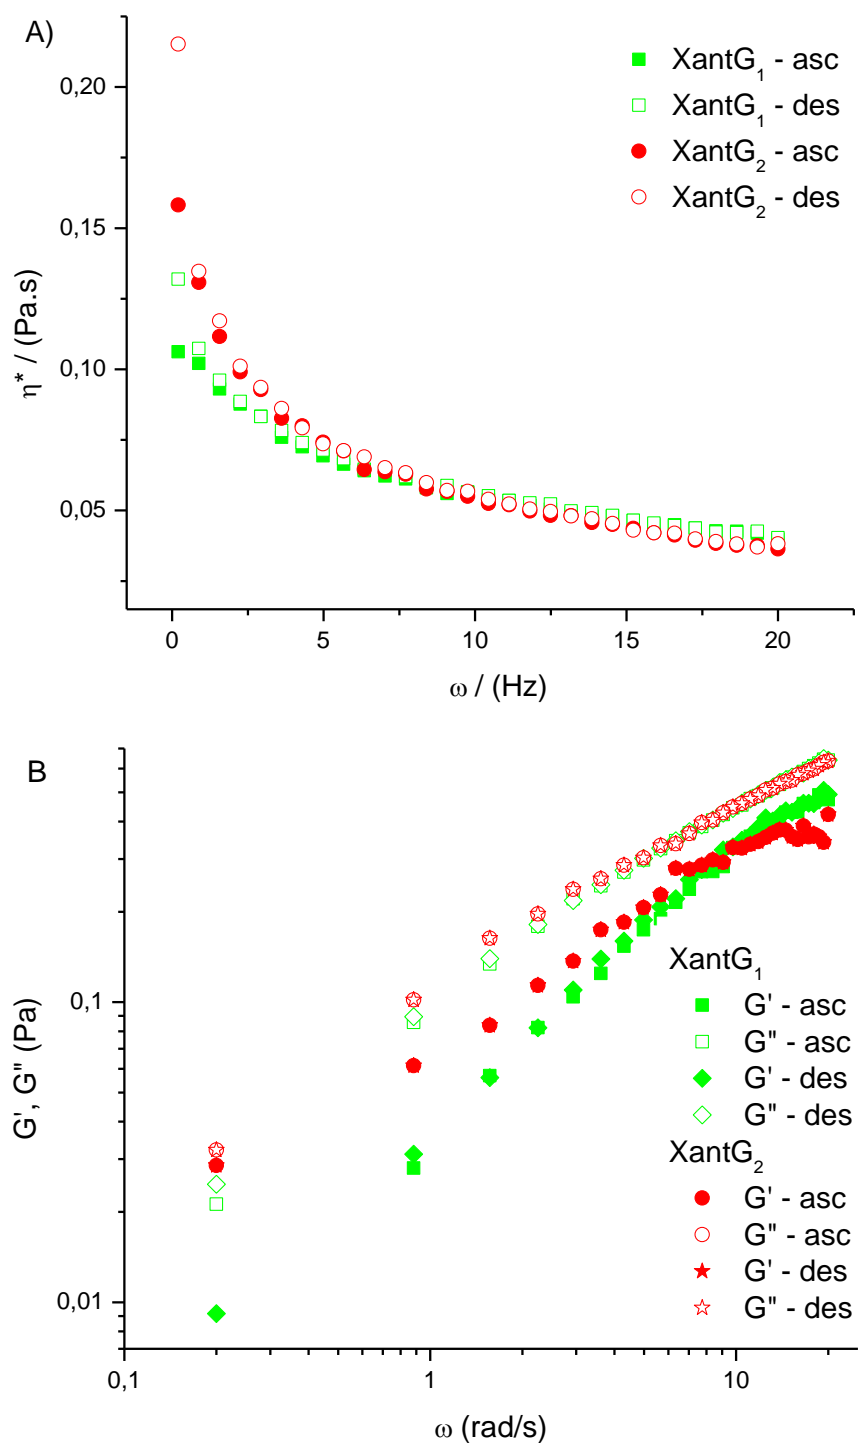 A)
XantG₁ - asc
XantG₁ - des
XantG₂ - asc
XantG₂ - des
η* / (Pa.s)
0,20
0,15
0,10
0,05
0 5 10 15 20
ω / (Hz)
B
G', G" (Pa)
0,1
0,01
XantG₁
G' - asc
G" - asc
G' - des
G" - des
XantG₂
G' - asc
G" - asc
G' - des
G" - des
0,1 1 10
ω (rad/s)